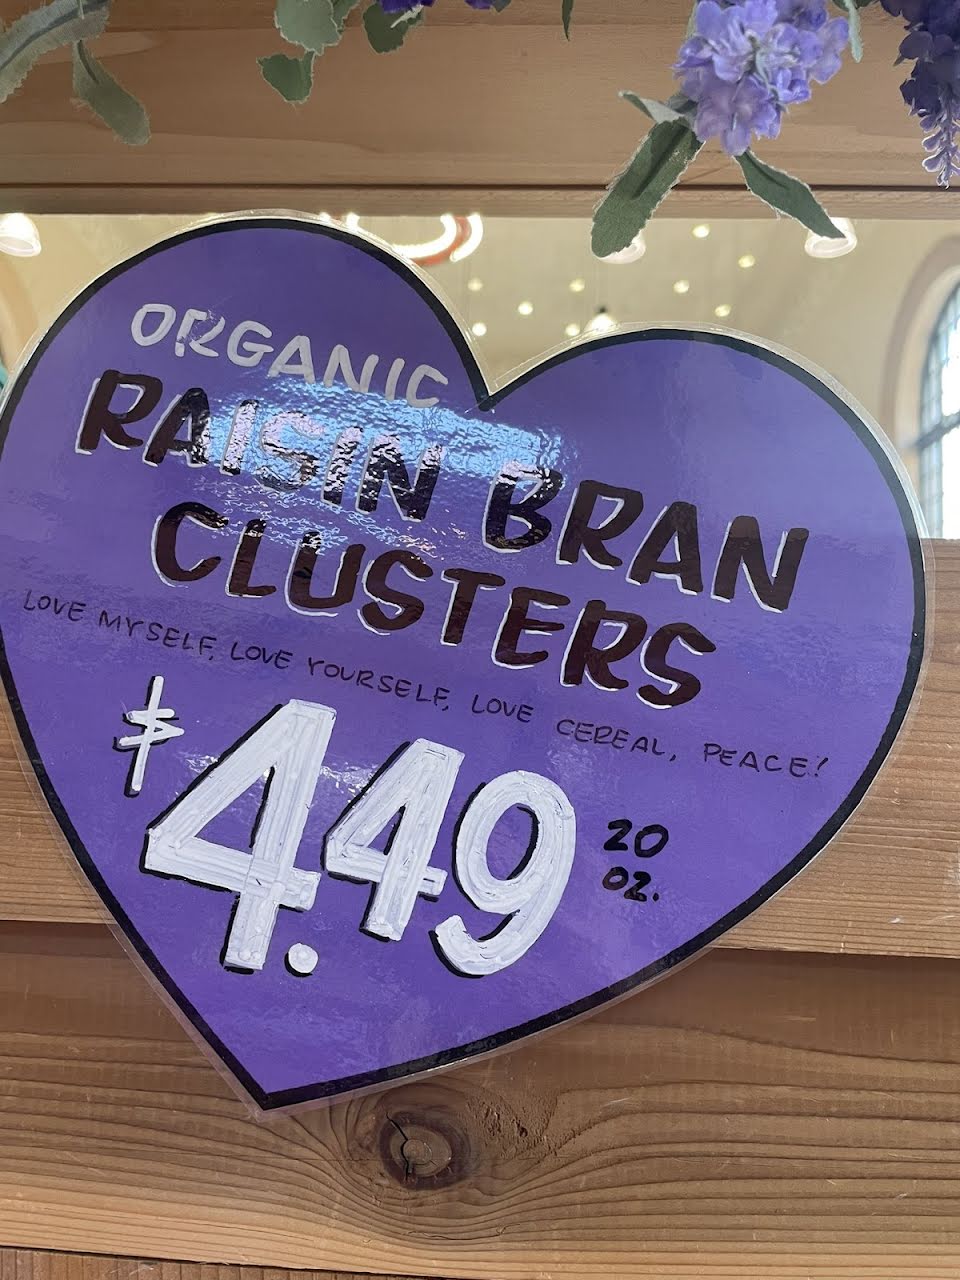 ORGANIC
RAISIN BRAN
CLUSTERS
LOVE MYSELF, LOVE YOURSELF, LOVE CEREAL, PEACE!
$4.49
20
OZ.